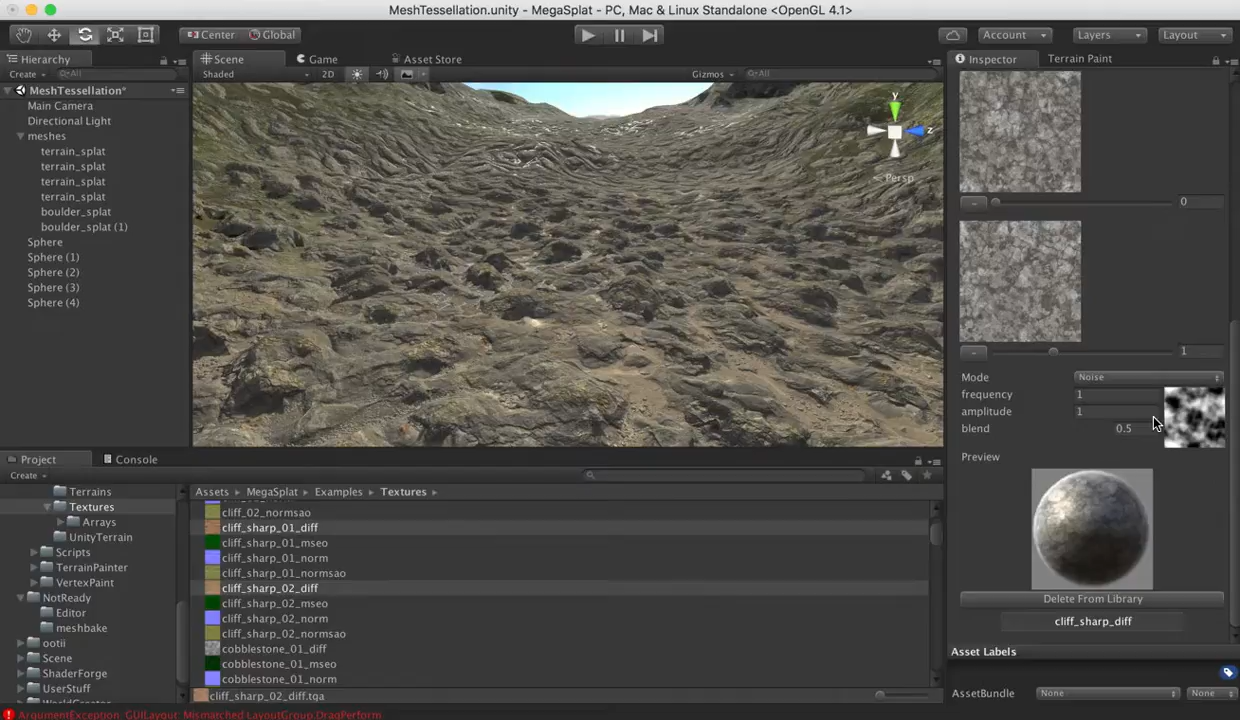 MeshTessellation.unity - MegaSplat - PC, Mac & Linux Standalone <OpenGL 4.1>
Center Global Account Layers Layout
Hierarchy
Create All
MeshTessellation*
Main Camera
Directional Light
meshes
terrain_splat
terrain_splat
terrain_splat
terrain_splat
boulder_splat
boulder_splat (1)
Sphere
Sphere (1)
Sphere (2)
Sphere (3)
Sphere (4)
Scene Game Asset Store
Shaded 2D Gizmos All
y
z
Persp
Inspector Terrain Paint
0
1
Mode Noise
frequency 1
amplitude 1
blend 0.5
Preview
Delete From Library
cliff_sharp_diff
Asset Labels
AssetBundle None None
Project Console
Create
Terrains
Textures
Arrays
UnityTerrain
Scripts
TerrainPainter
VertexPaint
NotReady
Editor
meshbake
ootii
Scene
ShaderForge
UserStuff
Assets MegaSplat Examples Textures
cliff_02_normsao
cliff_sharp_01_diff
cliff_sharp_01_mseo
cliff_sharp_01_norm
cliff_sharp_01_normsao
cliff_sharp_02_diff
cliff_sharp_02_mseo
cliff_sharp_02_norm
cliff_sharp_02_normsao
cobblestone_01_diff
cobblestone_01_mseo
cobblestone_01_norm
cliff_sharp_02_diff.tga
ArgumentException: GUILayout: Mismatched LayoutGroup.DragPerform